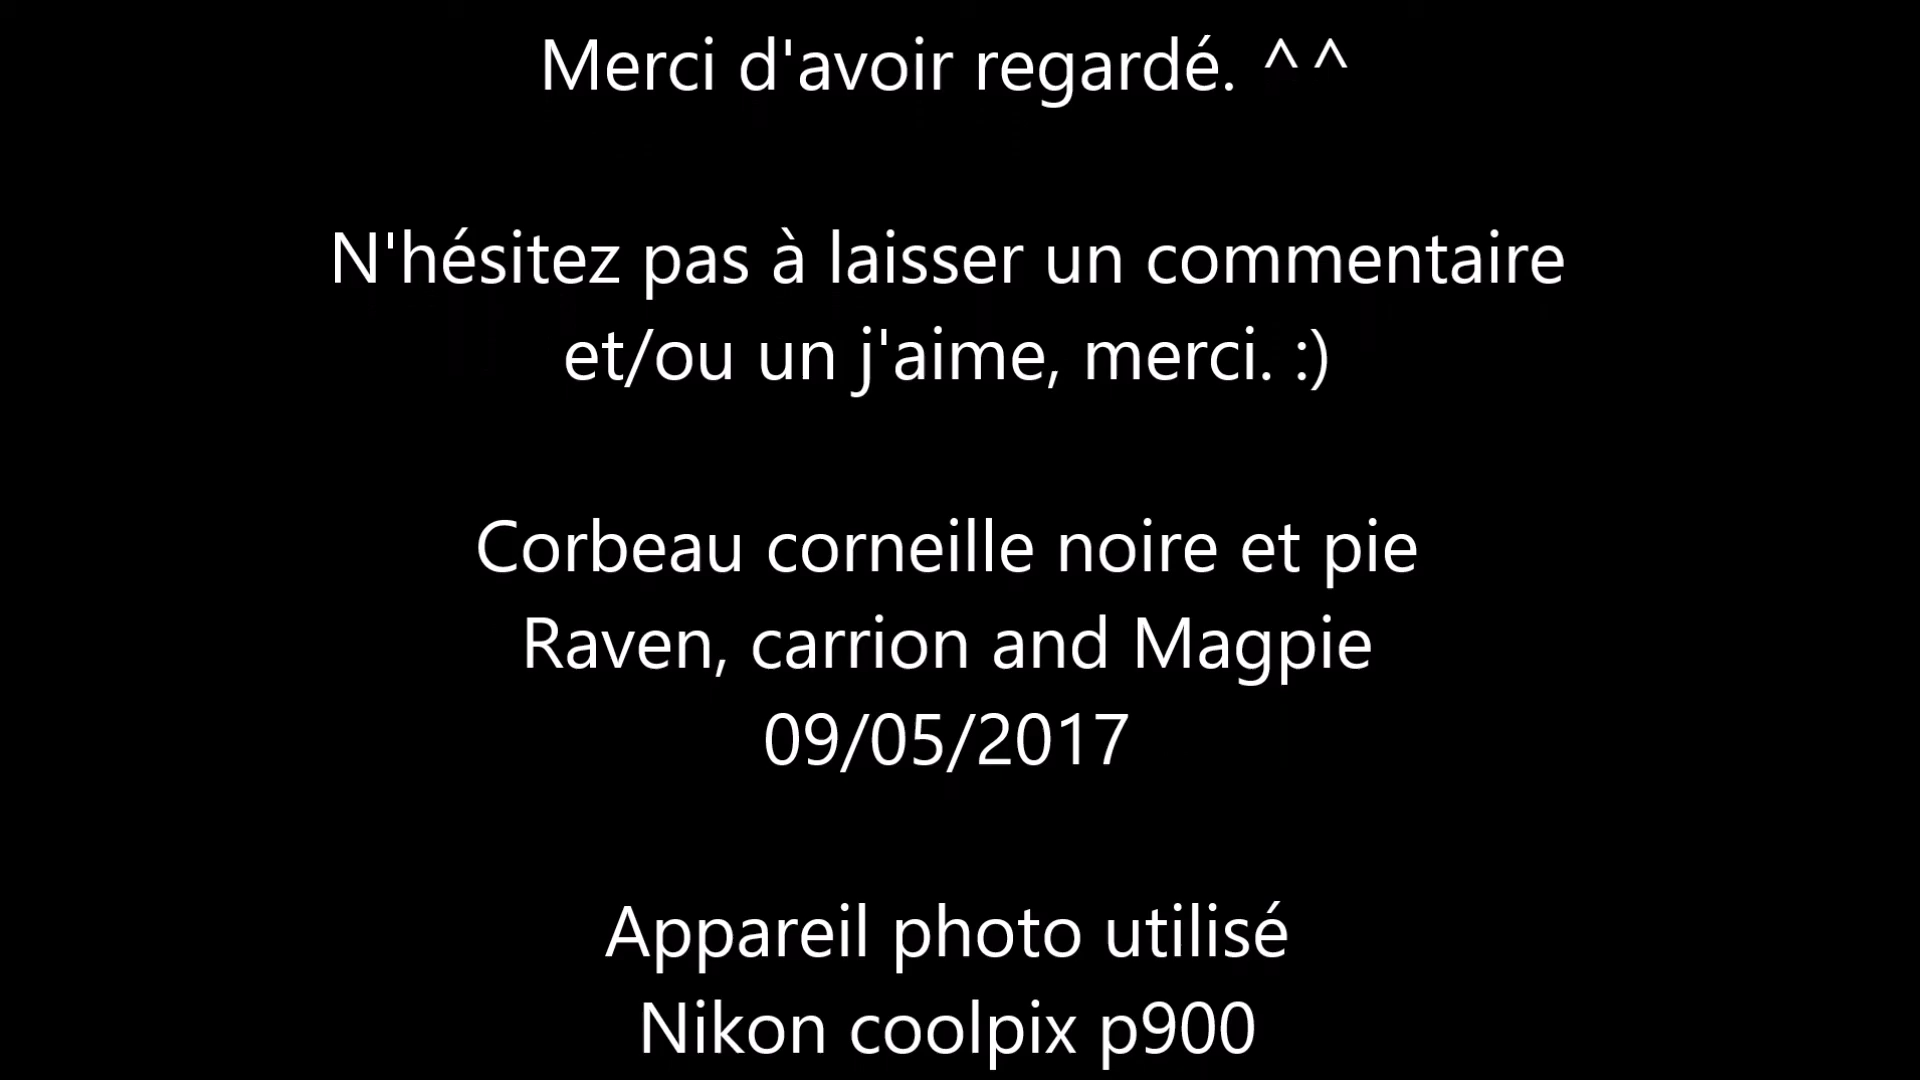 Merci d'avoir regardé. ^^
N'hésitez pas à laisser un commentaire
et/ou un j'aime, merci. :)
Corbeau corneille noire et pie
Raven, carrion and Magpie
09/05/2017
Appareil photo utilisé
Nikon coolpix p900